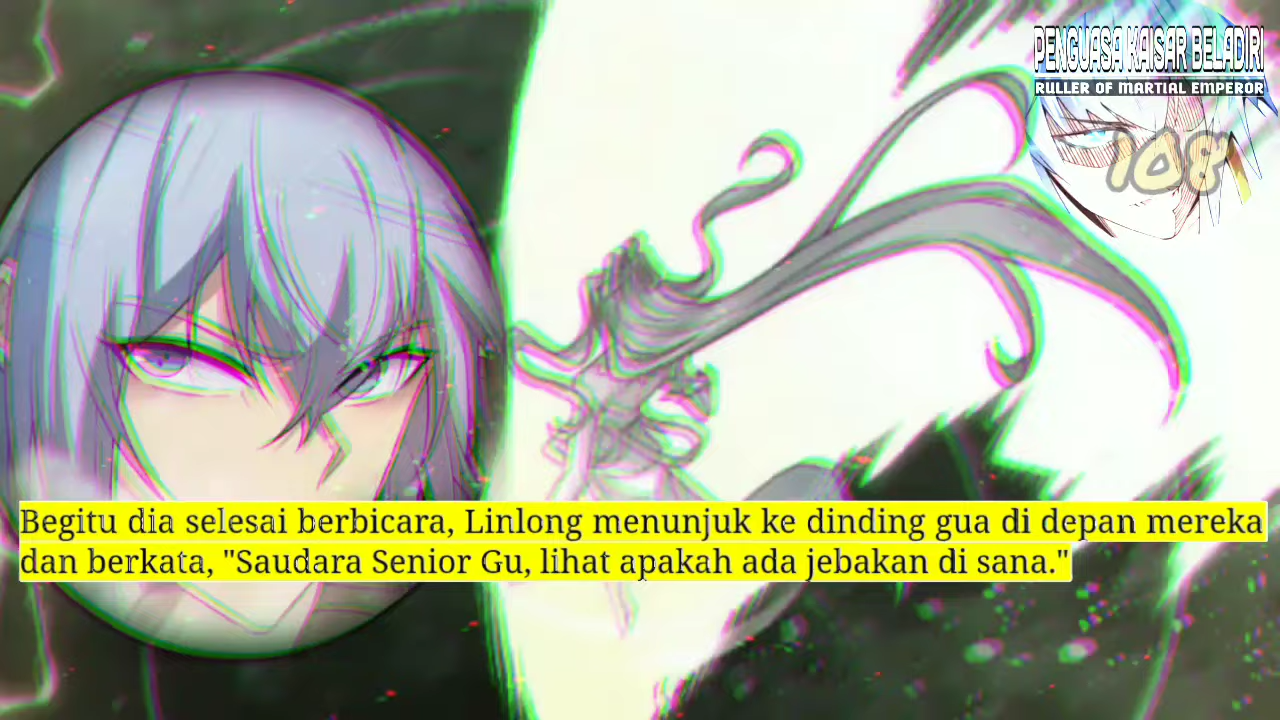 PENGUASA KAISAR BELADIRI
RULLER OF MARTIAL EMPEROR
108
Begitu dia selesai berbicara, Linlong menunjuk ke dinding gua di depan mereka
dan berkata, "Saudara Senior Gu, lihat apakah ada jebakan di sana."